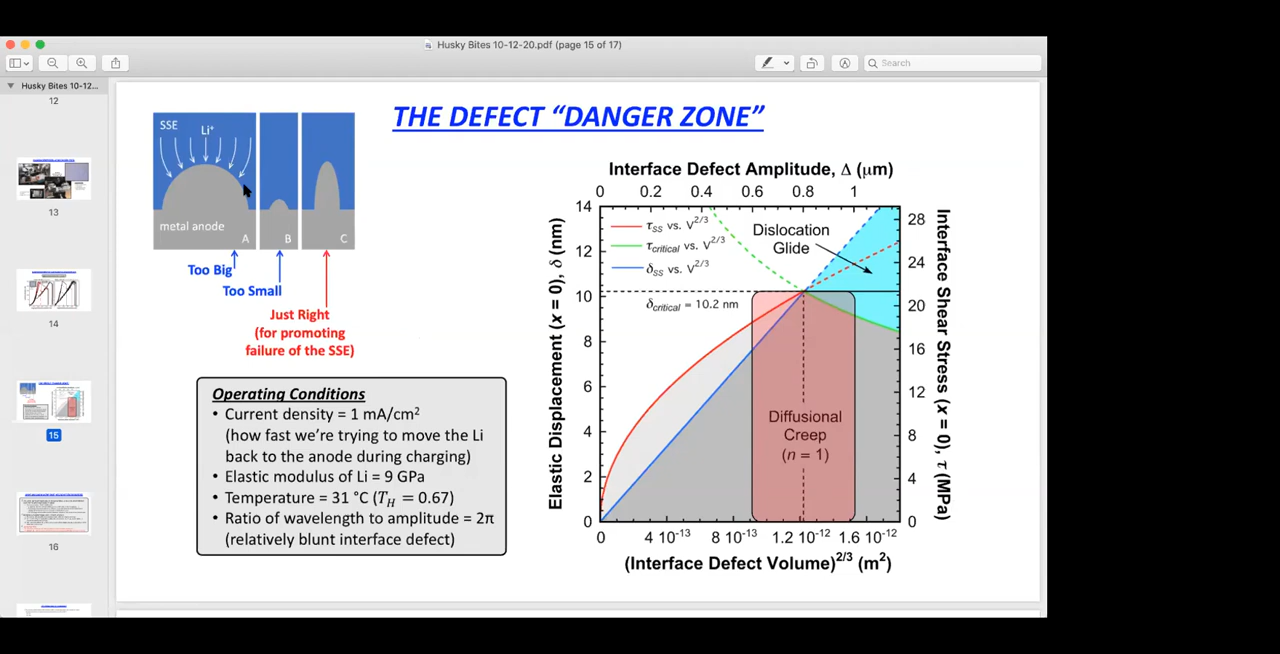 Husky Bites 10-12-20.pdf (page 15 of 17)
Search
Husky Bites 10-12...
12
13
14
15
16
THE DEFECT “DANGER ZONE”
SSE
Li⁺
metal anode
A
B
C
Too Big
Too Small
Just Right
(for promoting
failure of the SSE)
Operating Conditions
• Current density = 1 mA/cm²
(how fast we're trying to move the Li
back to the anode during charging)
• Elastic modulus of Li = 9 GPa
• Temperature = 31 °C (T_H = 0.67)
Ratio of wavelength to amplitude = 2π
(relatively blunt interface defect)
Interface Defect Amplitude, Δ (μm)
0 0.2 0.4 0.6 0.8 1
τ_SS vs. V^2/3
τ_critical vs. V^2/3
δ_SS vs. V^2/3
Dislocation
Glide
δ_critical = 10.2 nm
Diffusional
Creep
(n = 1)
Elastic Displacement (x = 0), δ (nm)
14
12
10
8
6
4
2
0
Interface Shear Stress (x = 0), τ (MPa)
28
24
20
16
12
8
4
0
0 4 10⁻¹³ 8 10⁻¹³ 1.2 10⁻¹² 1.6 10⁻¹²
(Interface Defect Volume)^2/3 (m²)